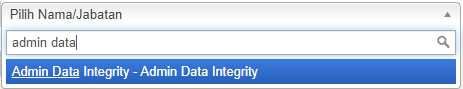 Pilih Nama/Jabatan
admin data
Admin Data Integrity - Admin Data Integrity